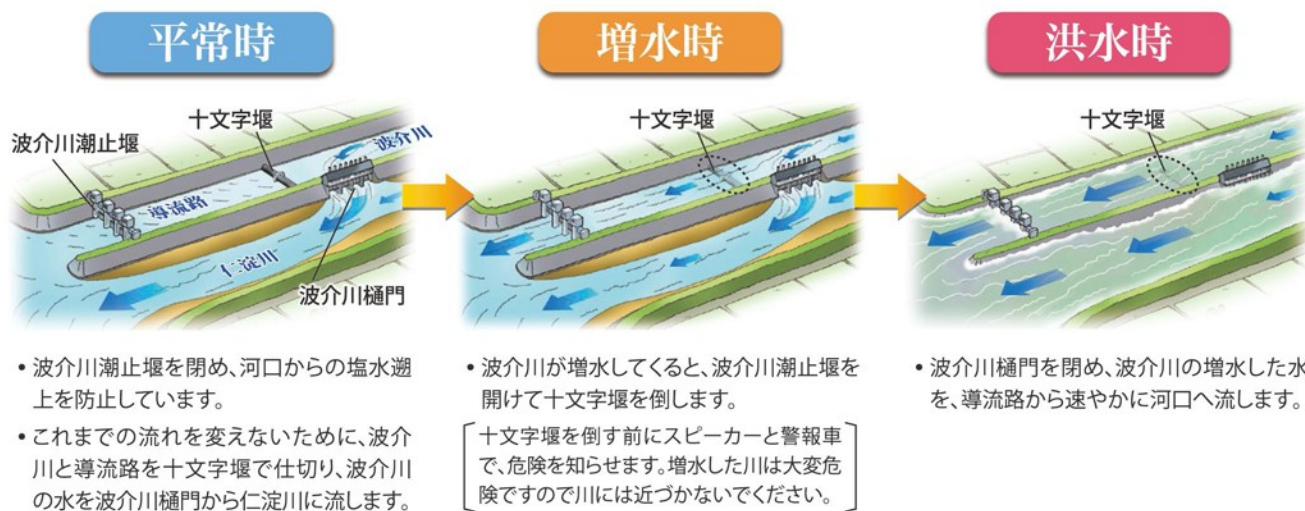 平常時
十文字堰
波介川潮止堰
波介川
導流路
仁淀川
波介川樋門
• 波介川潮止堰を閉め、河口からの塩水遡
上を防止しています。
• これまでの流れを変えないために、波介
川と導流路を十文字堰で仕切り、波介川
の水を波介川樋門から仁淀川に流します。
増水時
十文字堰
• 波介川が増水してくると、波介川潮止堰を
開けて十文字堰を倒します。
十文字堰を倒す前にスピーカーと警報車
で、危険を知らせます。増水した川は大変危
険ですので川には近づかないでください。
洪水時
十文字堰
• 波介川樋門を閉め、波介川の増水した水
を、導流路から速やかに河口へ流します。